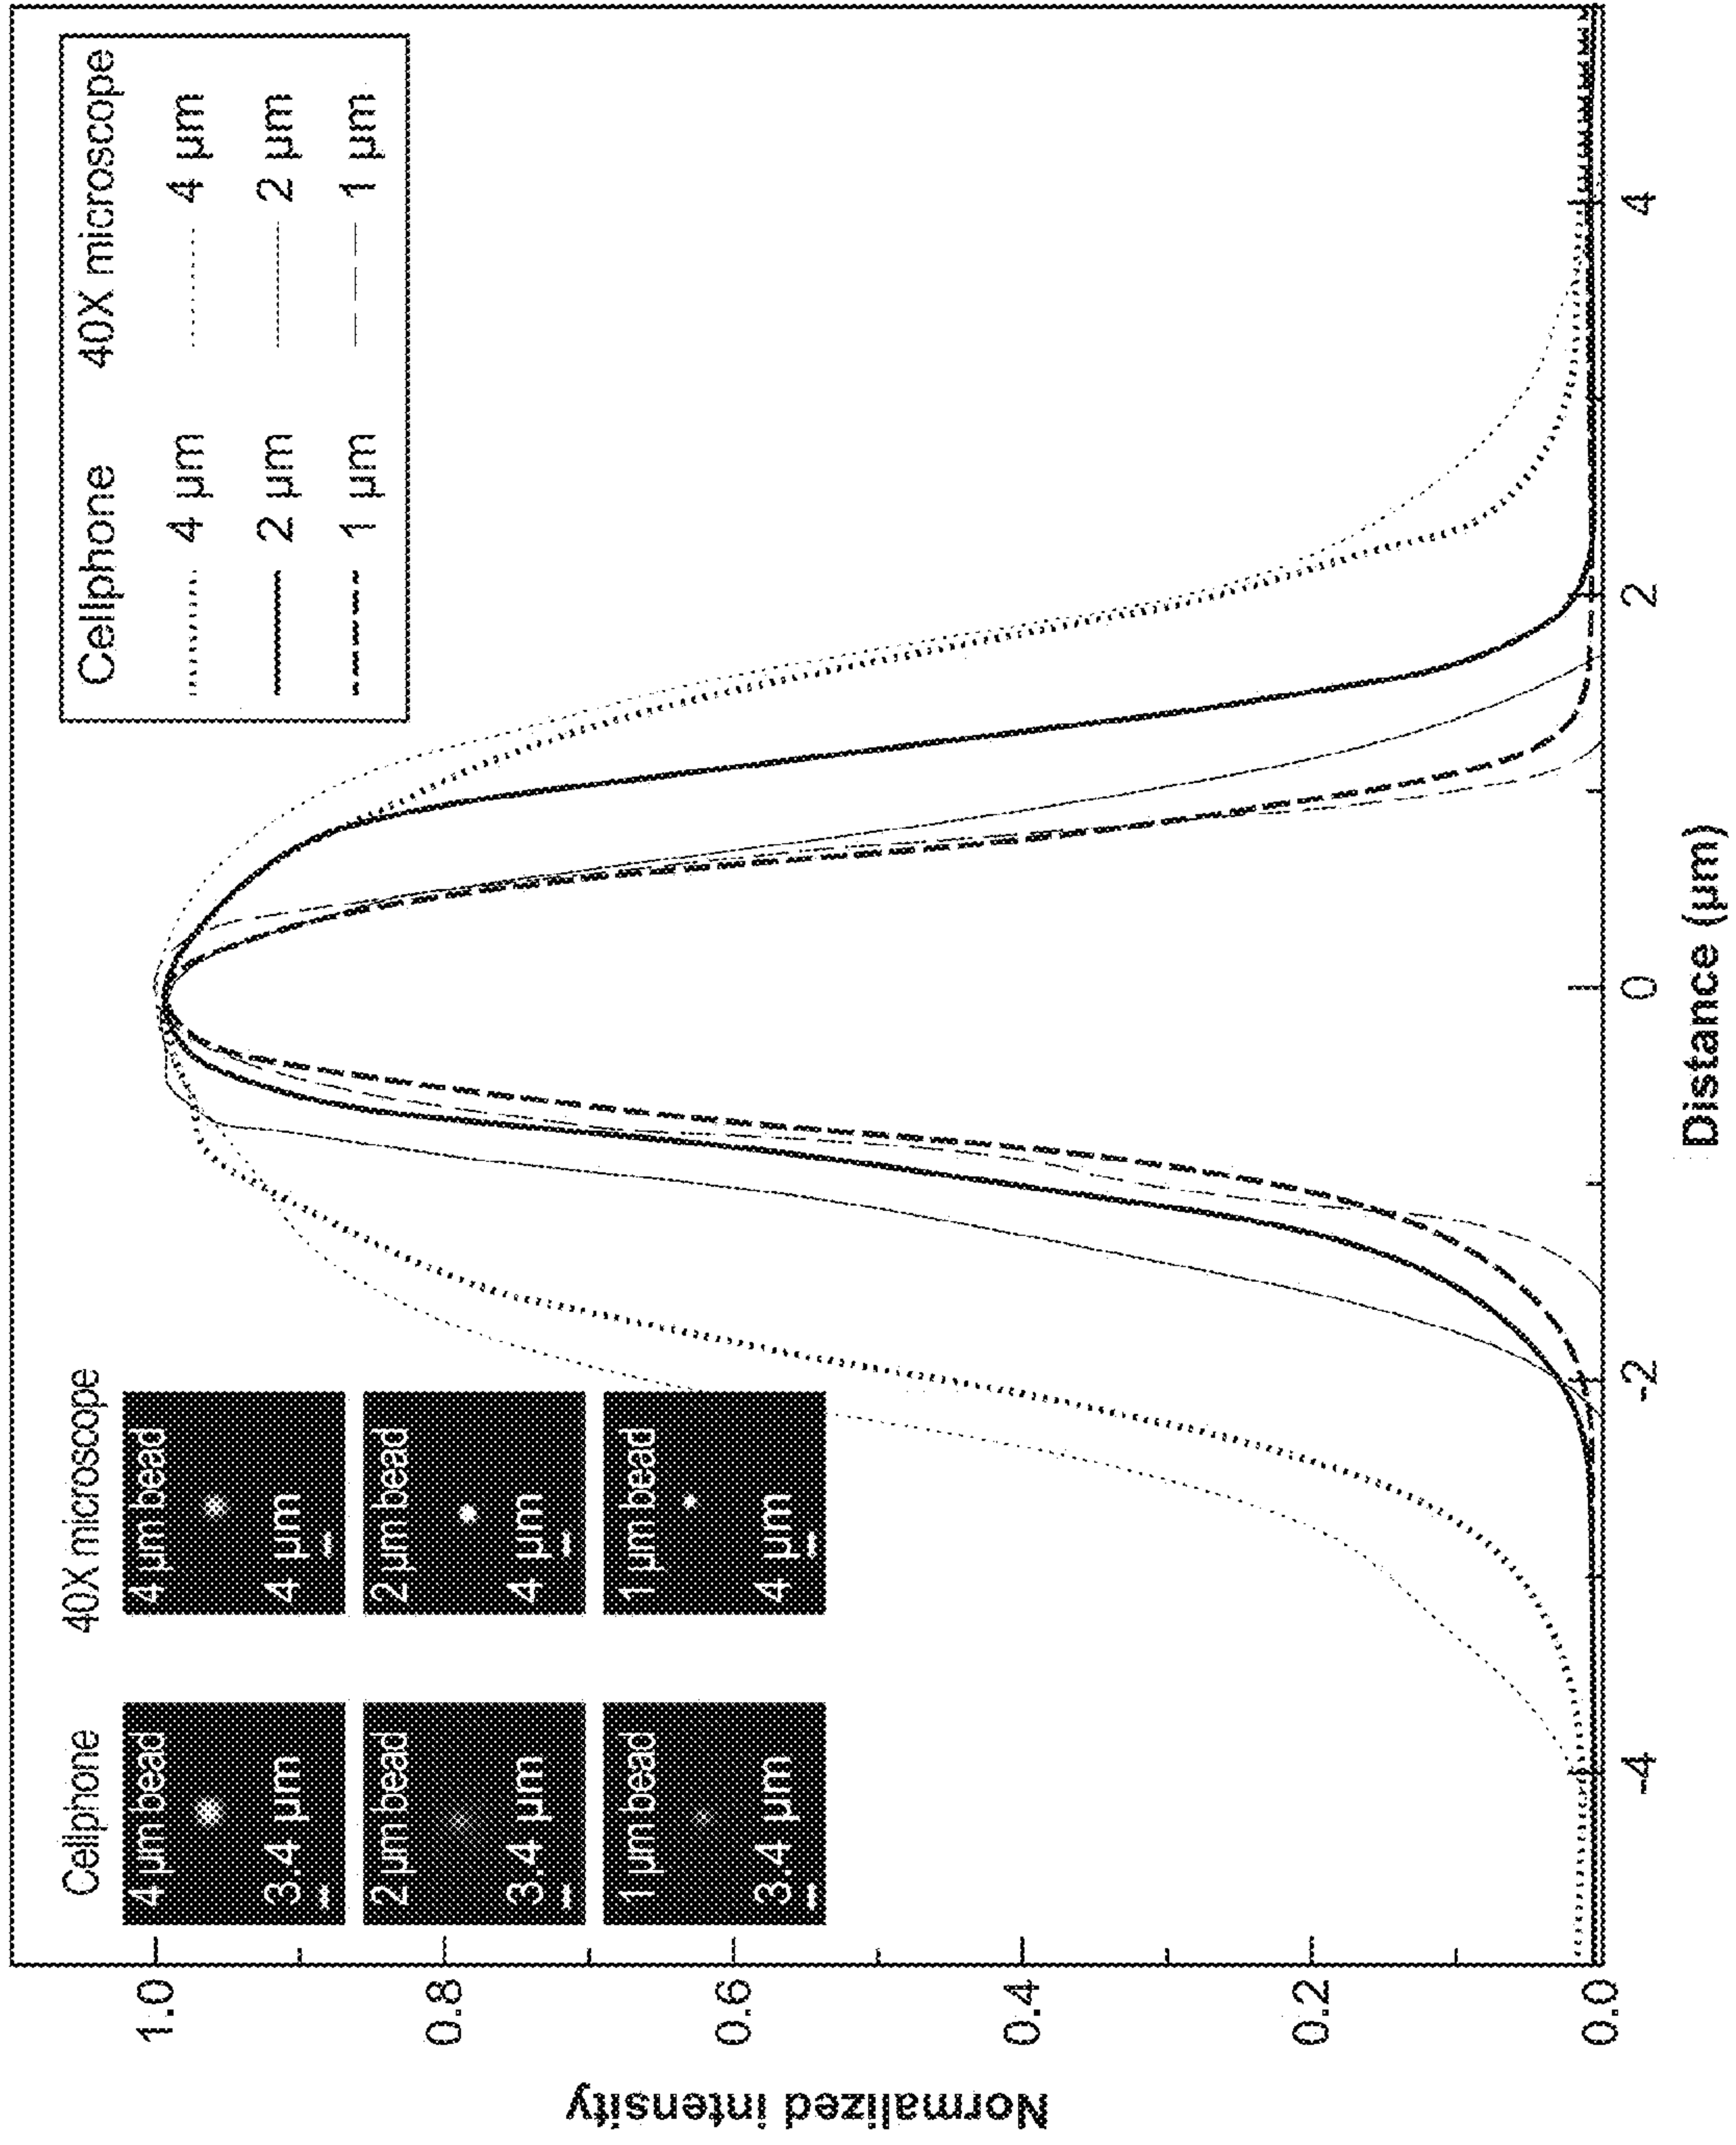 Cellphone 40X microscope
4 µm bead 4 µm bead
3.4 µm 4 µm
2 µm bead 2 µm bead
3.4 µm 4 µm
1 µm bead 1 µm bead
3.4 µm 4 µm
Cellphone 40X microscope
4 µm 4 µm
2 µm 2 µm
1 µm 1 µm
Normalized intensity
1.0
0.8
0.6
0.4
0.2
0.0
-4 -2 0 2 4
Distance (µm)